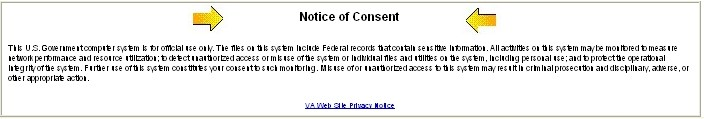 Notice of Consent
This U.S. Government computer system is for official use only. The files on this system include Federal records that contain sensitive information. All activities on this system may be monitored to measure
network performance and resource utilization; to detect unauthorized access or misuse of the system or individual files and utilities on the system, including personal use; and to protect the operational
integrity of the system. Further use of this system constitutes your consent to such monitoring. Misuse of or unauthorized access to this system may result in criminal prosecution and disciplinary, adverse, or
other appropriate action.
VA Web Site Privacy Notice